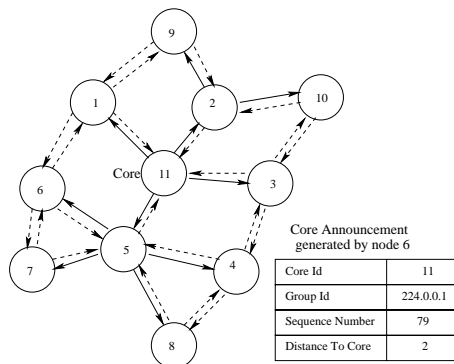 9
1
2
10
Core
11
6
3
5
4
7
8
Core Announcement
generated by node 6
Core Id 11
Group Id 224.0.0.1
Sequence Number 79
Distance To Core 2